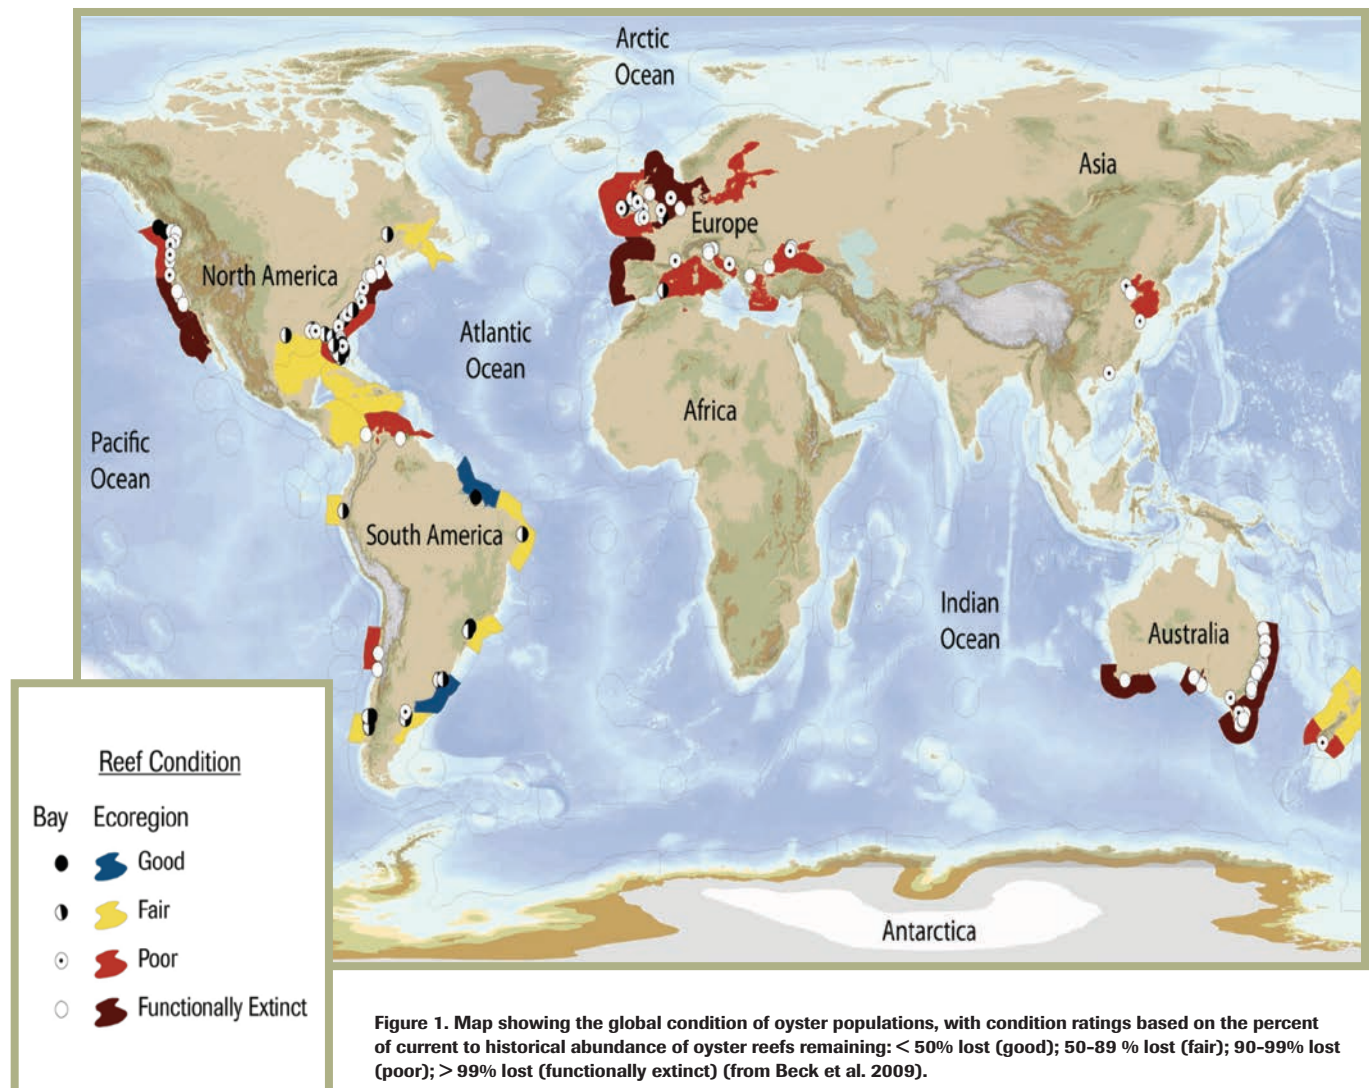 Arctic
Ocean
Asia
Europe
North America
Atlantic
Ocean
Africa
Pacific
Ocean
South America
Indian
Ocean
Australia
Antarctica
Reef Condition
Bay Ecoregion
Good
Fair
Poor
Functionally Extinct
Figure 1. Map showing the global condition of oyster populations, with condition ratings based on the percent
of current to historical abundance of oyster reefs remaining: < 50% lost (good); 50-89 % lost (fair); 90-99% lost
(poor); > 99% lost (functionally extinct) (from Beck et al. 2009).